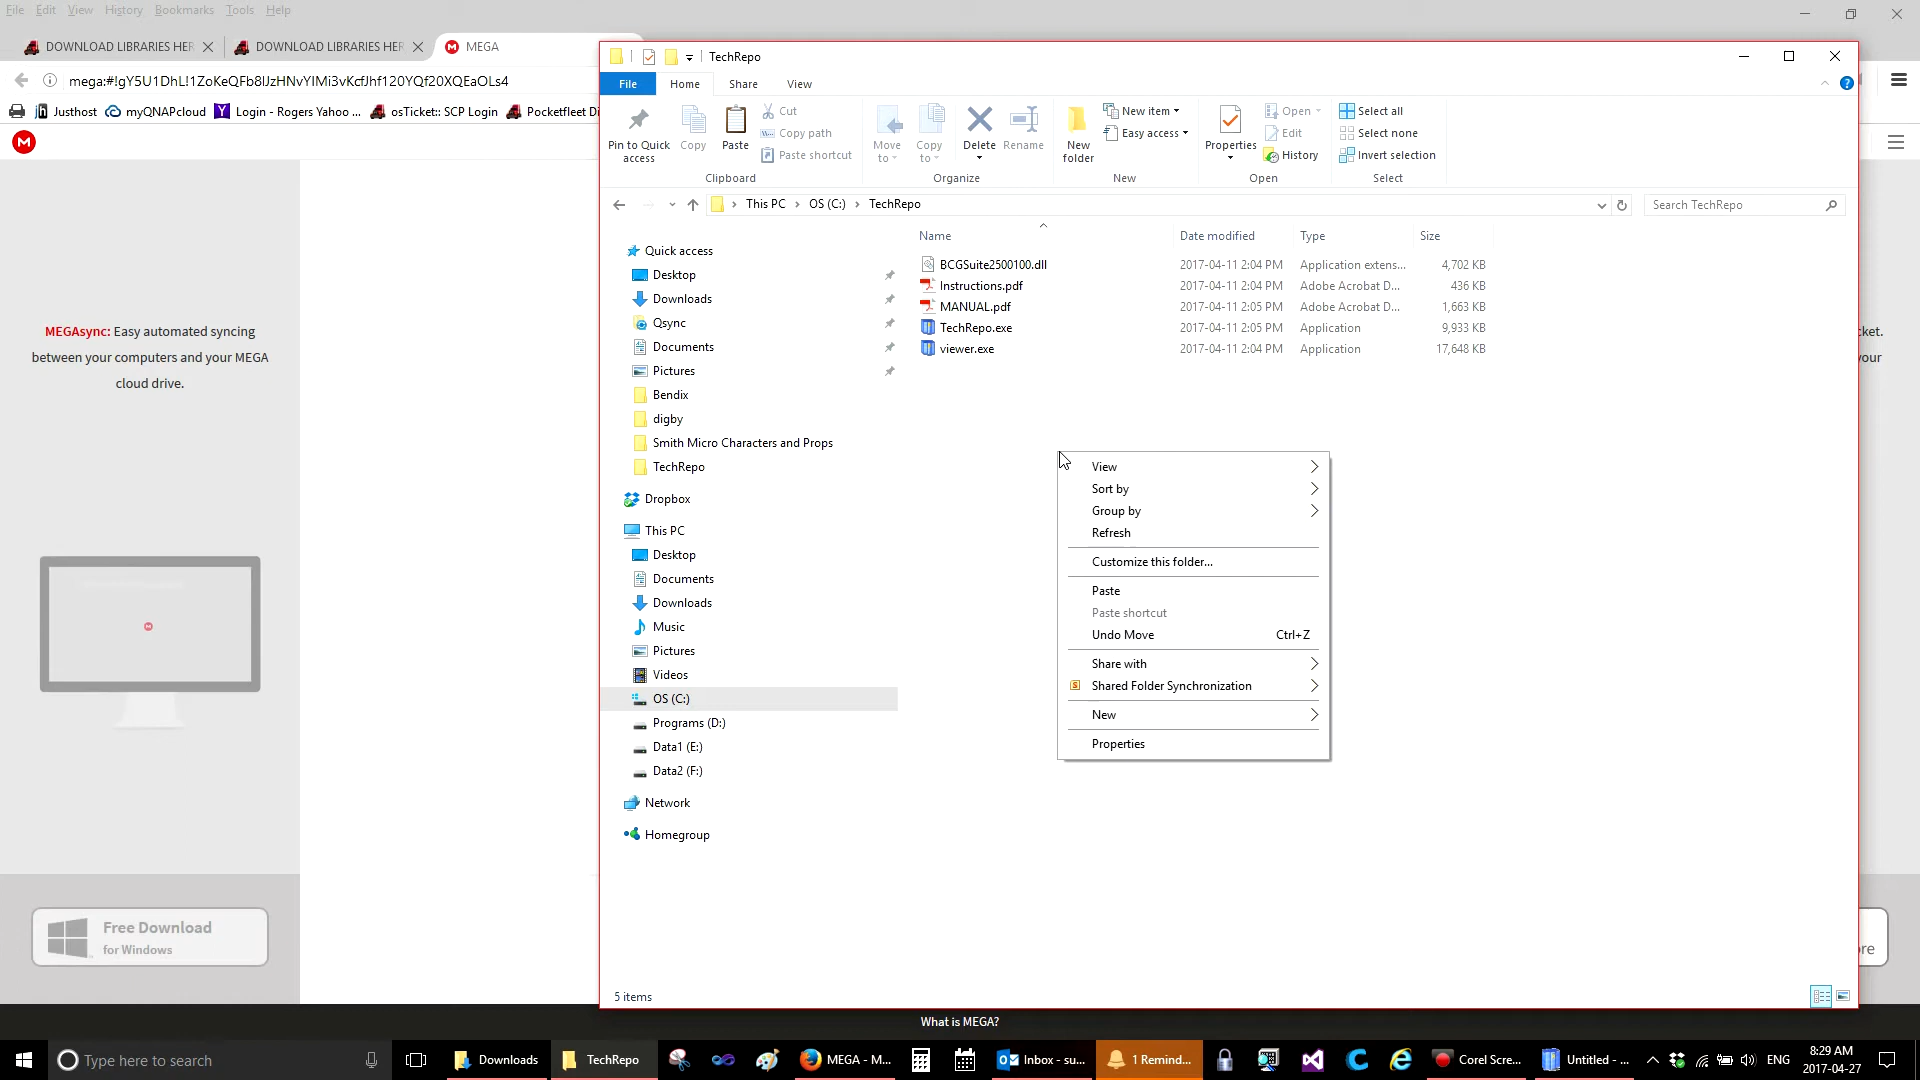 File Edit View History Bookmarks Tools Help
DOWNLOAD LIBRARIES HER
DOWNLOAD LIBRARIES HER
MEGA
mega:#!gY5U1DhL!1ZoKeQFb8IJzHNvYIMi3vKcfJhf120YQf20XQEaOLs4
Justhost
myQNAPcloud
Login - Rogers Yahoo ...
osTicket:: SCP Login
Pocketfleet Di
MEGAsync: Easy automated syncing
between your computers and your MEGA
cloud drive.
Free Download
for Windows
TechRepo
File Home Share View
Pin to Quick
access
Copy
Paste
Cut
Copy path
Paste shortcut
Clipboard
Move
to
Copy
to
Delete
Rename
Organize
New
folder
New item
Easy access
New
Properties
Open
Edit
History
Open
Select all
Select none
Invert selection
Select
This PC
OS (C:)
TechRepo
Search TechRepo
Quick access
Desktop
Downloads
Qsync
Documents
Pictures
Bendix
digby
Smith Micro Characters and Props
TechRepo
Dropbox
This PC
Desktop
Documents
Downloads
Music
Pictures
Videos
OS (C:)
Programs (D:)
Data1 (E:)
Data2 (F:)
Network
Homegroup
Name Date modified Type Size
BCGSuite2500100.dll 2017-04-11 2:04 PM Application extens... 4,702 KB
Instructions.pdf 2017-04-11 2:04 PM Adobe Acrobat D... 436 KB
MANUAL.pdf 2017-04-11 2:05 PM Adobe Acrobat D... 1,663 KB
TechRepo.exe 2017-04-11 2:05 PM Application 9,933 KB
viewer.exe 2017-04-11 2:04 PM Application 17,648 KB
View
Sort by
Group by
Refresh
Customize this folder...
Paste
Paste shortcut
Undo Move Ctrl+Z
Share with
Shared Folder Synchronization
New
Properties
5 items
cket.
your
ore
What is MEGA?
Type here to search
Downloads
TechRepo
MEGA - M...
Inbox - su...
1 Remind...
Corel Scre...
Untitled - ...
ENG
8:29 AM
2017-04-27